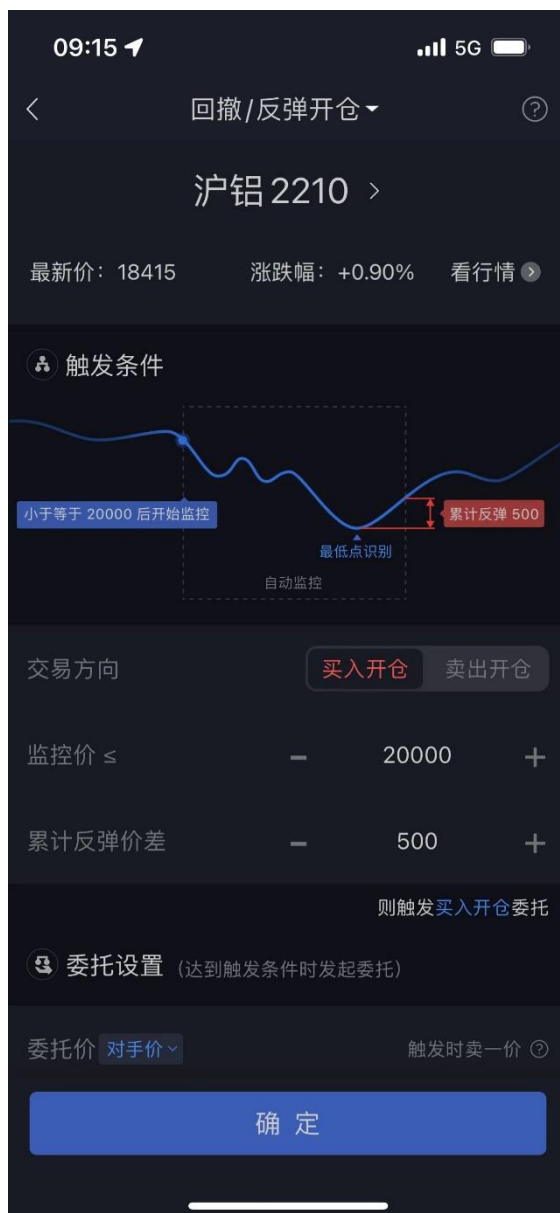 09:15 5G
回撤/反弹开仓
沪铝2210
最新价：18415 涨跌幅：+0.90% 看行情
触发条件
小于等于 20000 后开始监控 累计反弹 500
最低点识别
自动监控
交易方向 买入开仓 卖出开仓
监控价 ≤ − 20000 +
累计反弹价差 − 500 +
则触发买入开仓委托
委托设置（达到触发条件时发起委托）
委托价 对手价 触发时卖一价 ?
确定